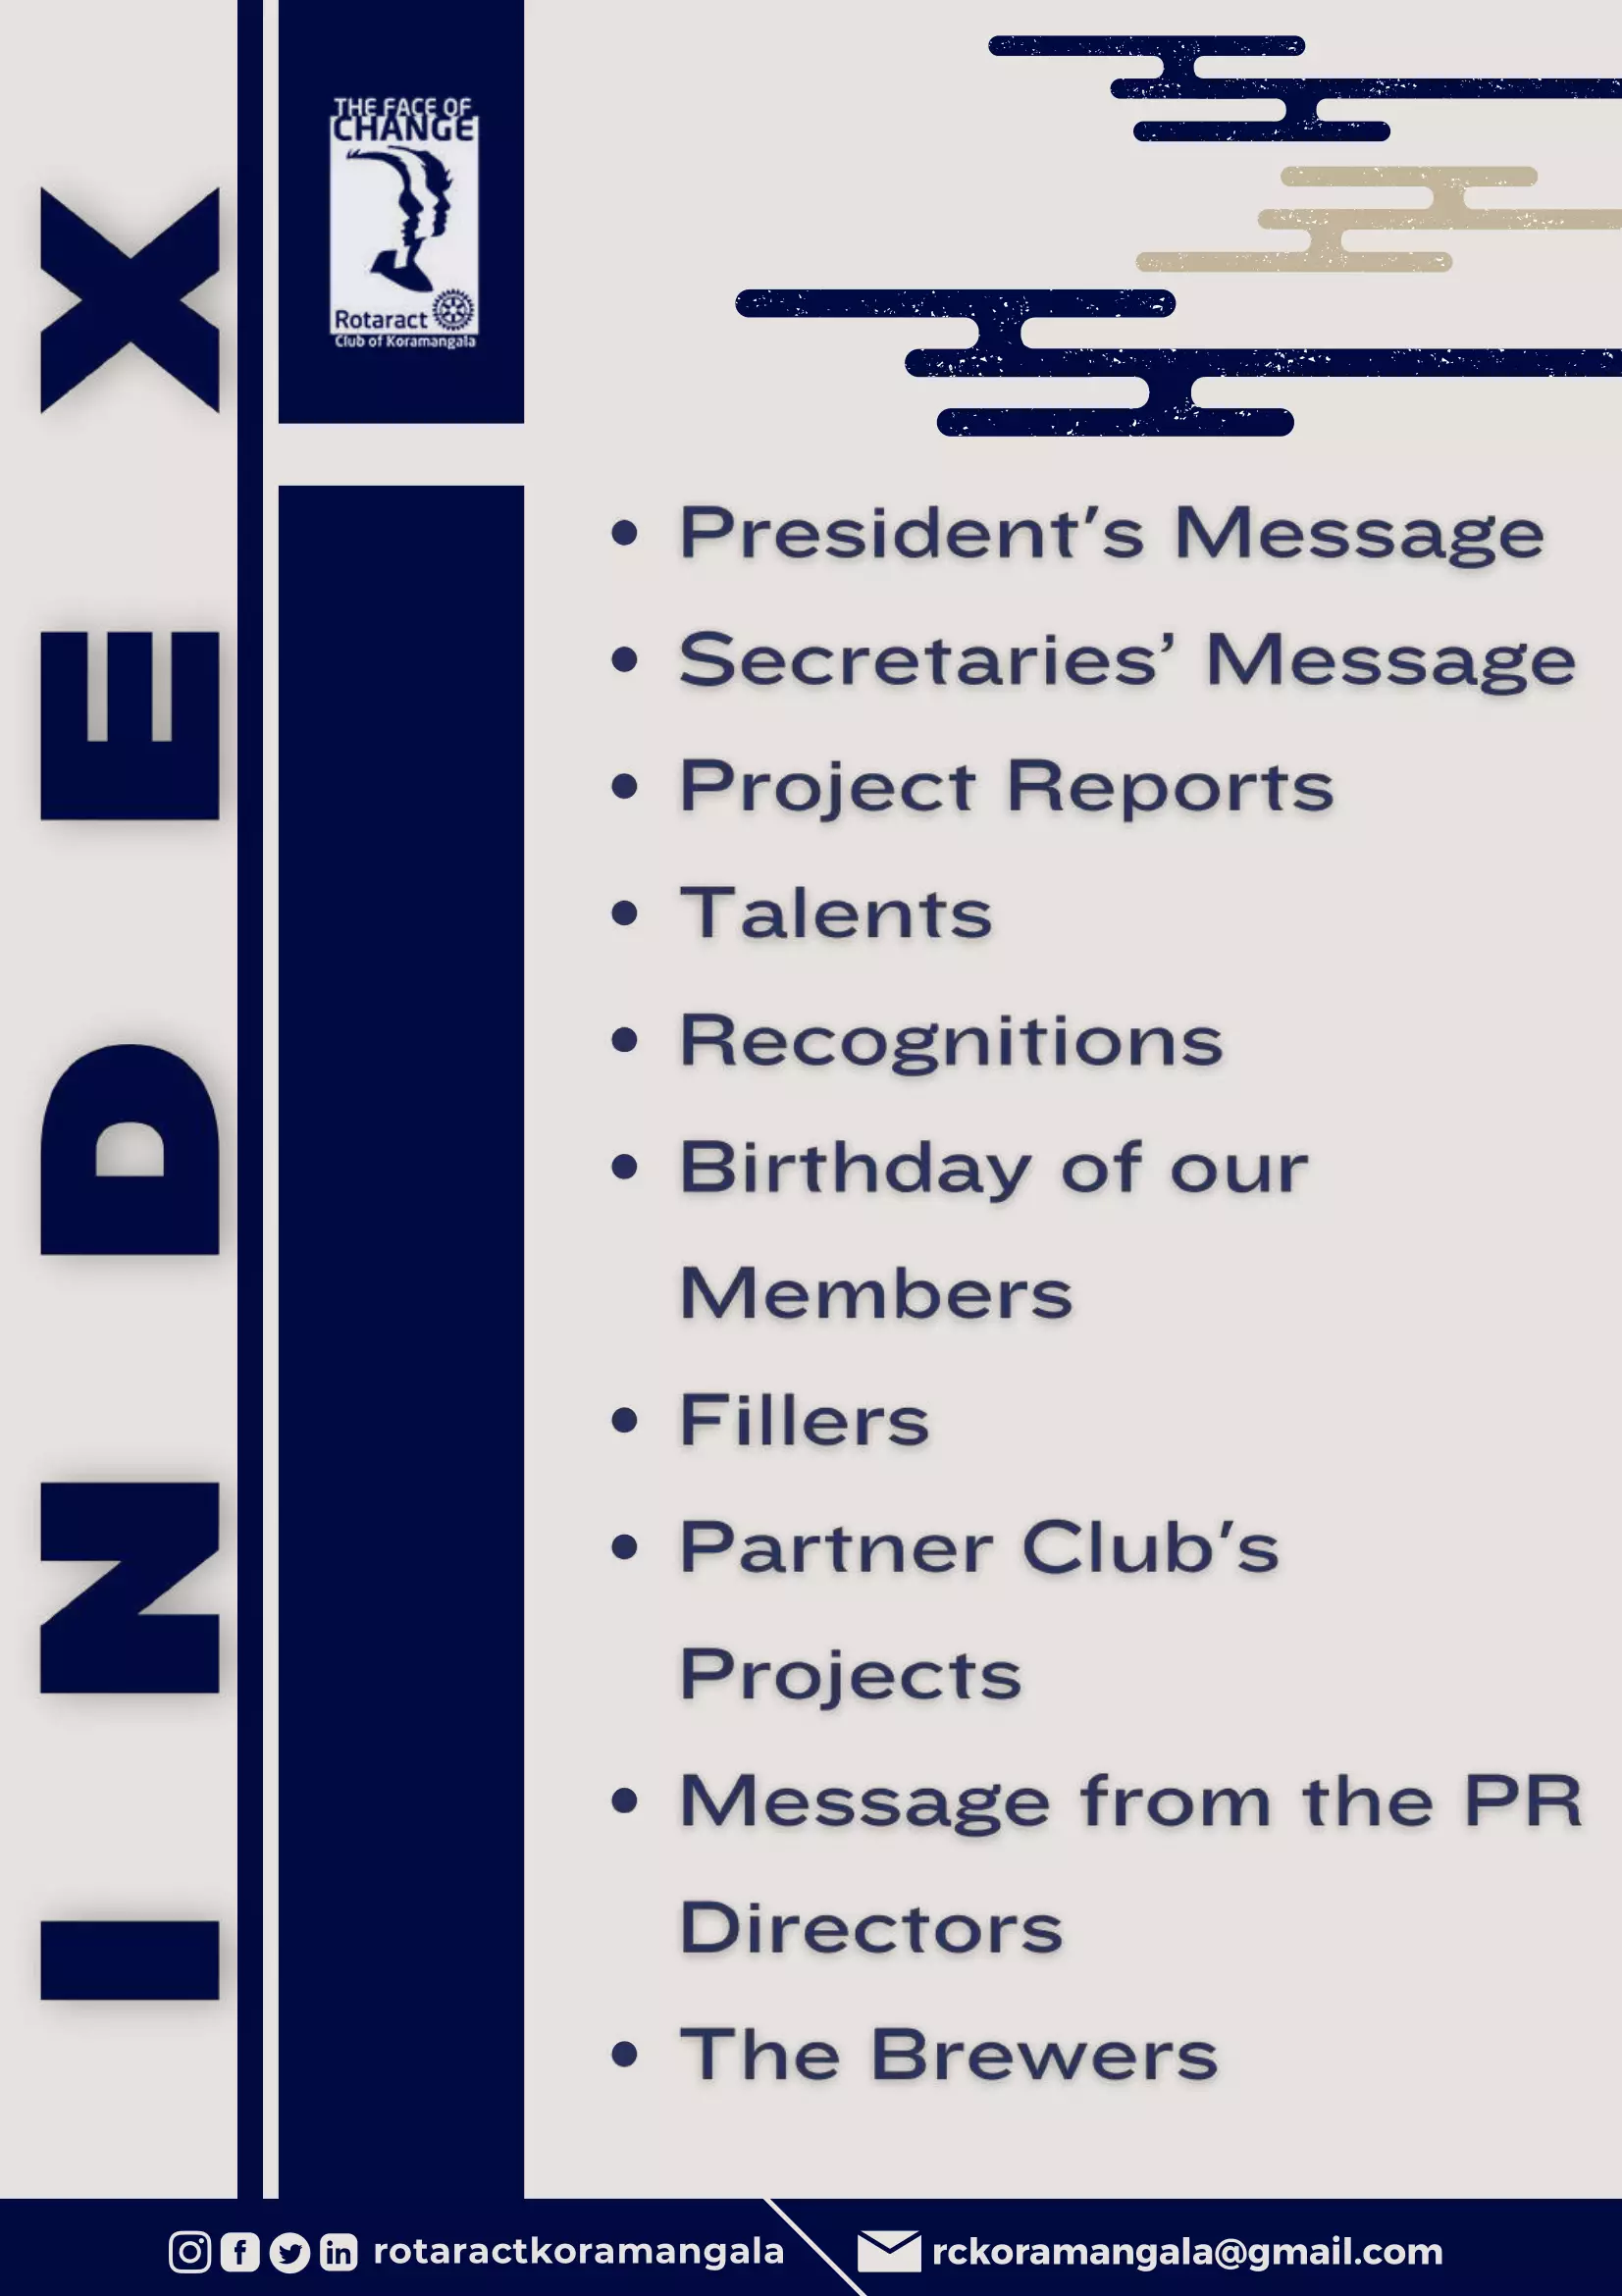 INDEX
THE FACE OF
CHANGE
Rotaract
Club of Koramangala
• President's Message
• Secretaries' Message
• Project Reports
• Talents
• Recognitions
• Birthday of our
Members
• Fillers
• Partner Club's
Projects
• Message from the PR
Directors
• The Brewers
rotaractkoramangala
rckoramangala@gmail.com